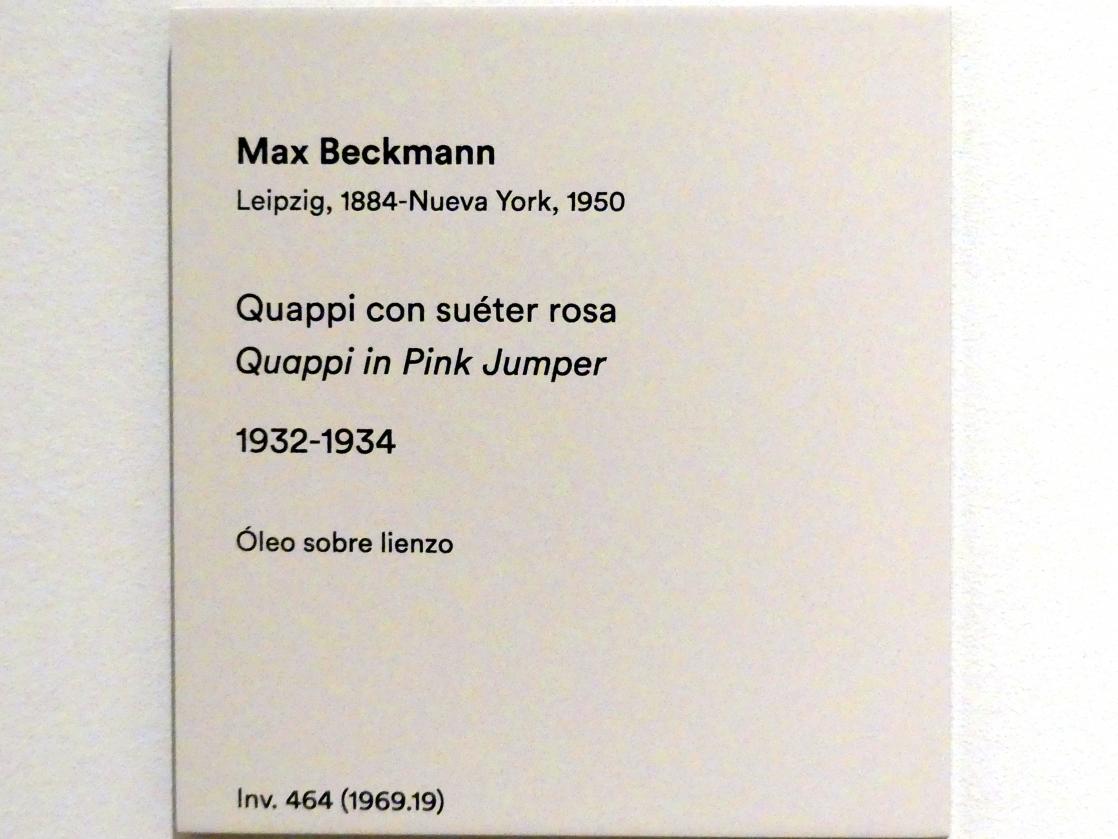 Max Beckmann
Leipzig, 1884-Nueva York, 1950
Quappi con suéter rosa
Quappi in Pink Jumper
1932-1934
Óleo sobre lienzo
Inv. 464 (1969.19)